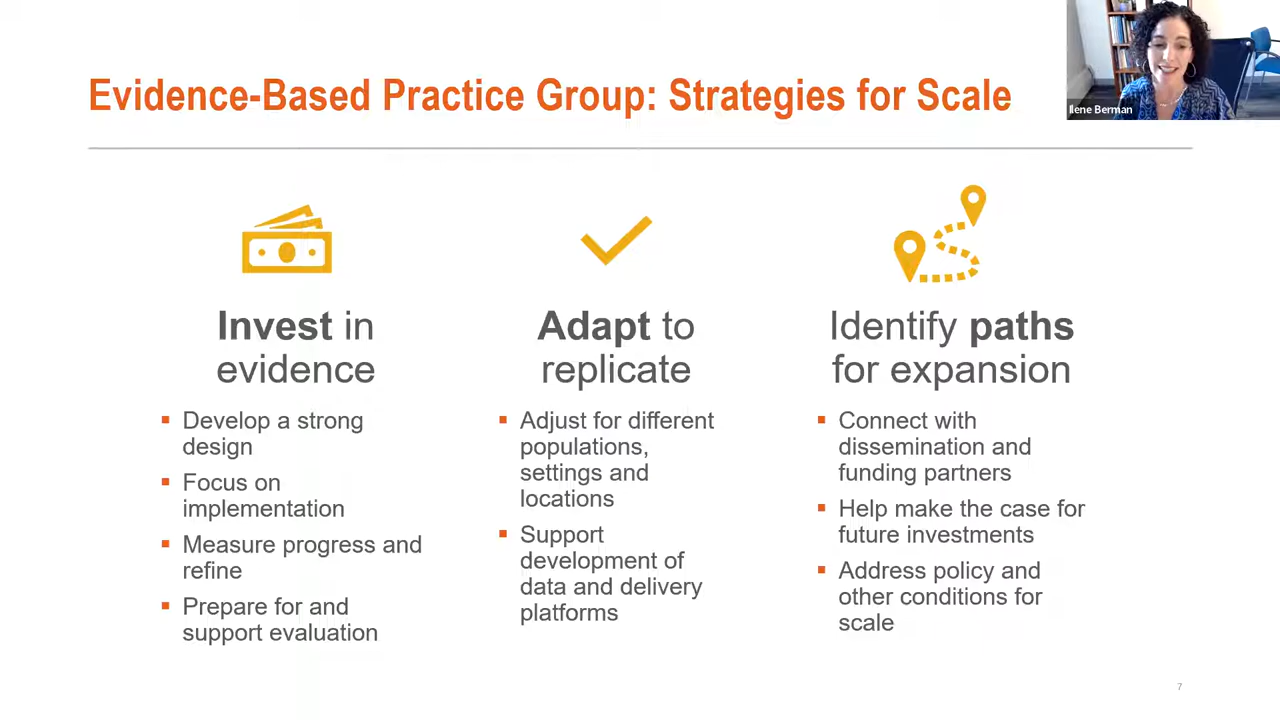 Evidence-Based Practice Group: Strategies for Scale
Ilene Berman
Invest in
evidence
Develop a strong
design
Focus on
implementation
Measure progress and
refine
Prepare for and
support evaluation
Adapt to
replicate
Adjust for different
populations,
settings and
locations
Support
development of
data and delivery
platforms
Identify paths
for expansion
Connect with
dissemination and
funding partners
Help make the case for
future investments
Address policy and
other conditions for
scale
7